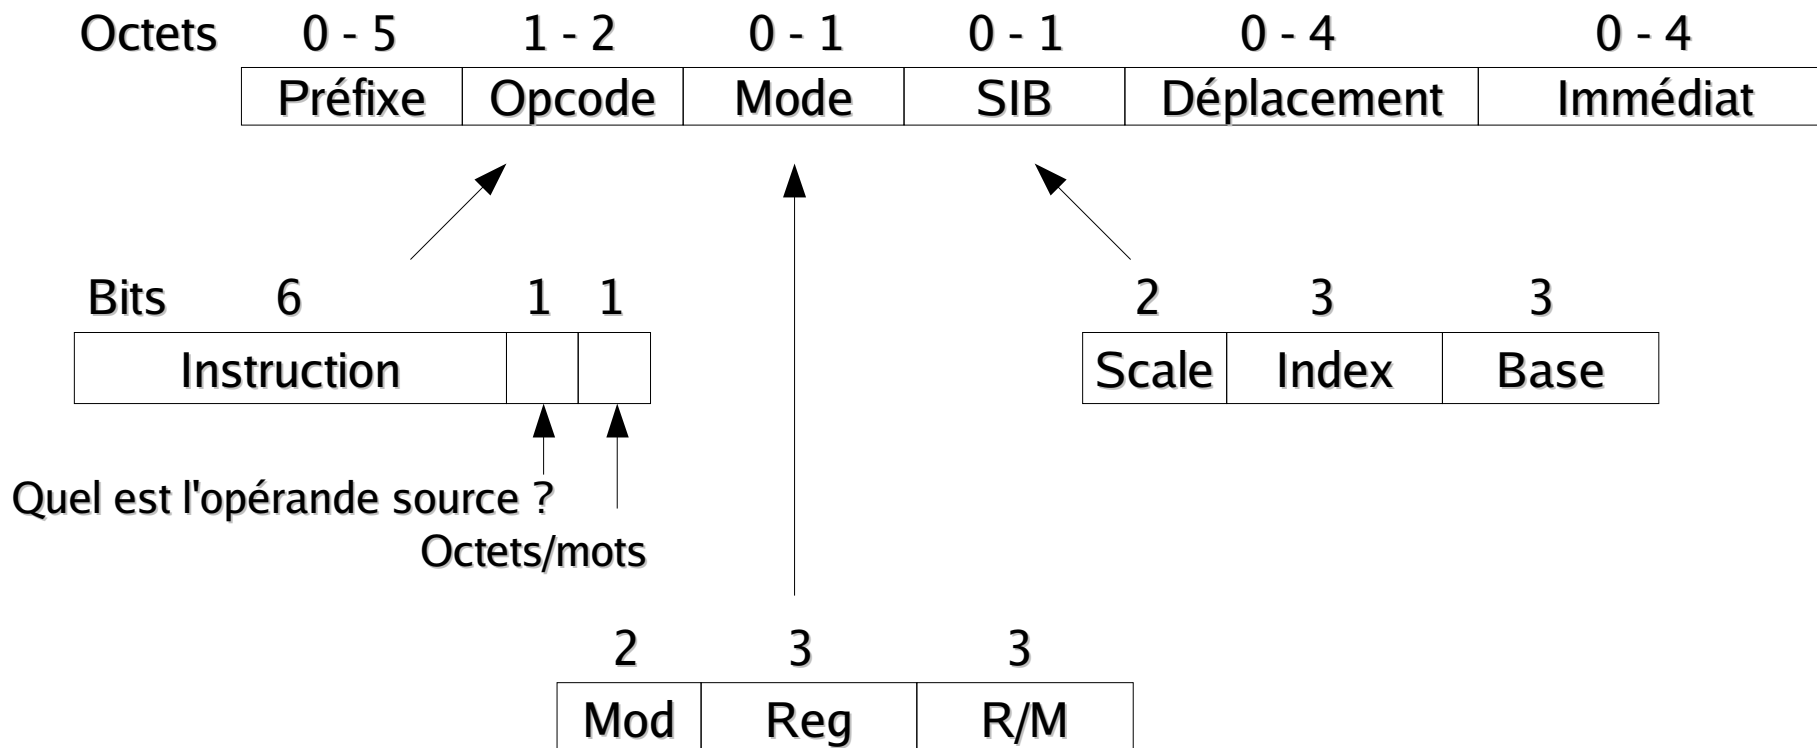 Octets 0 - 5 1 - 2 0 - 1 0 - 1 0 - 4 0 - 4
Préfixe Opcode Mode SIB Déplacement Immédiat
Bits 6 1 1 2 3 3
Instruction Scale Index Base
Quel est l'opérande source ?
Octets/mots
2 3 3
Mod Reg R/M